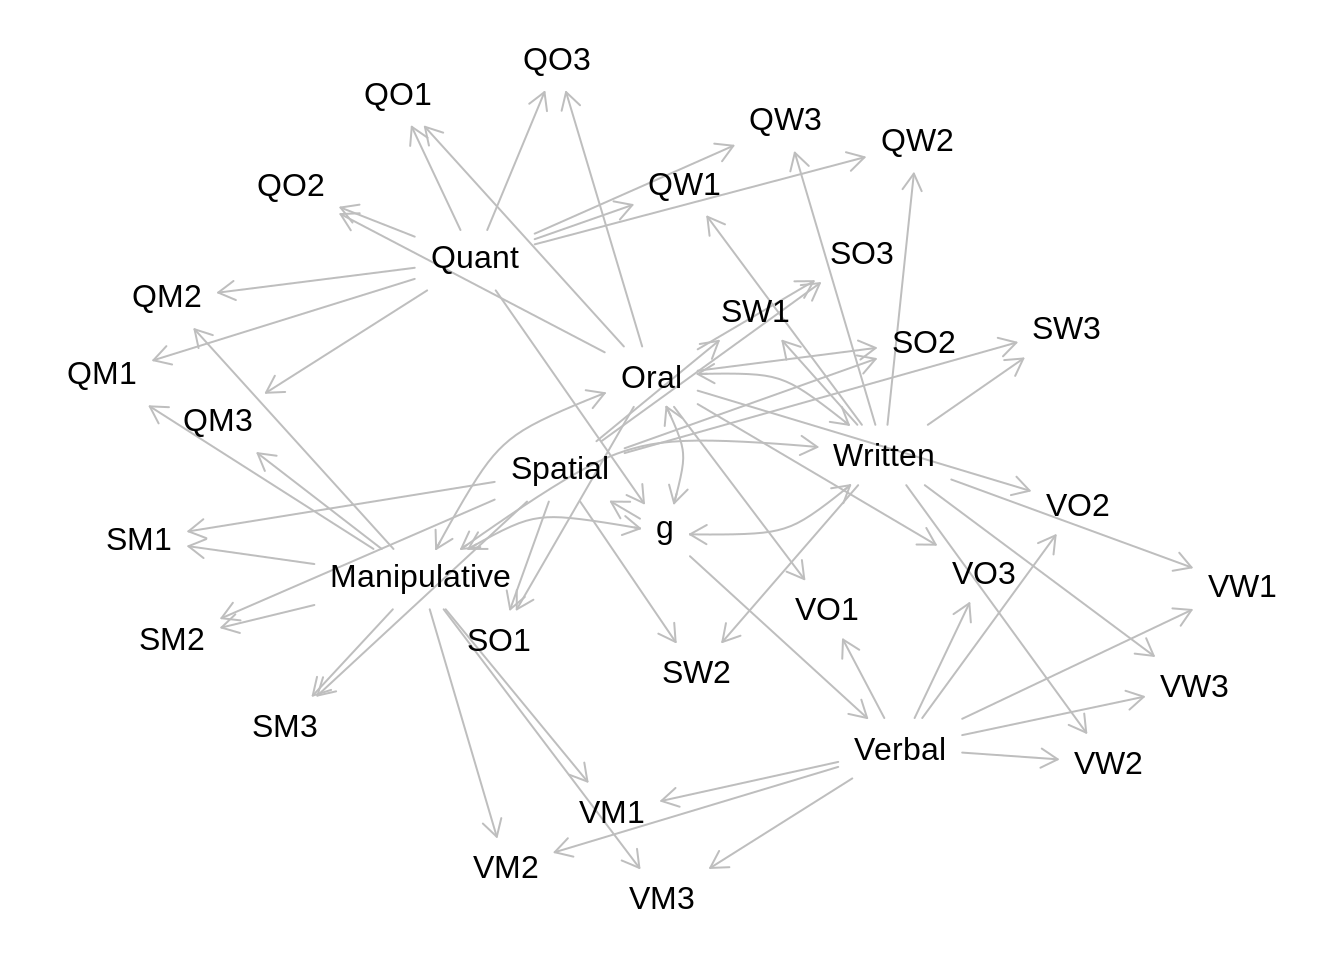 QO3
QO1
QW3
QW2
QO2
QW1
SO3
Quant
QM2
SW1
SW3
SO2
QM1
Oral
QM3
Written
Spatial
VO2
g
SM1
VO3
Manipulative
VW1
VO1
SM2
SO1
SW2
VW3
SM3
Verbal
VW2
VM1
VM2
VM3